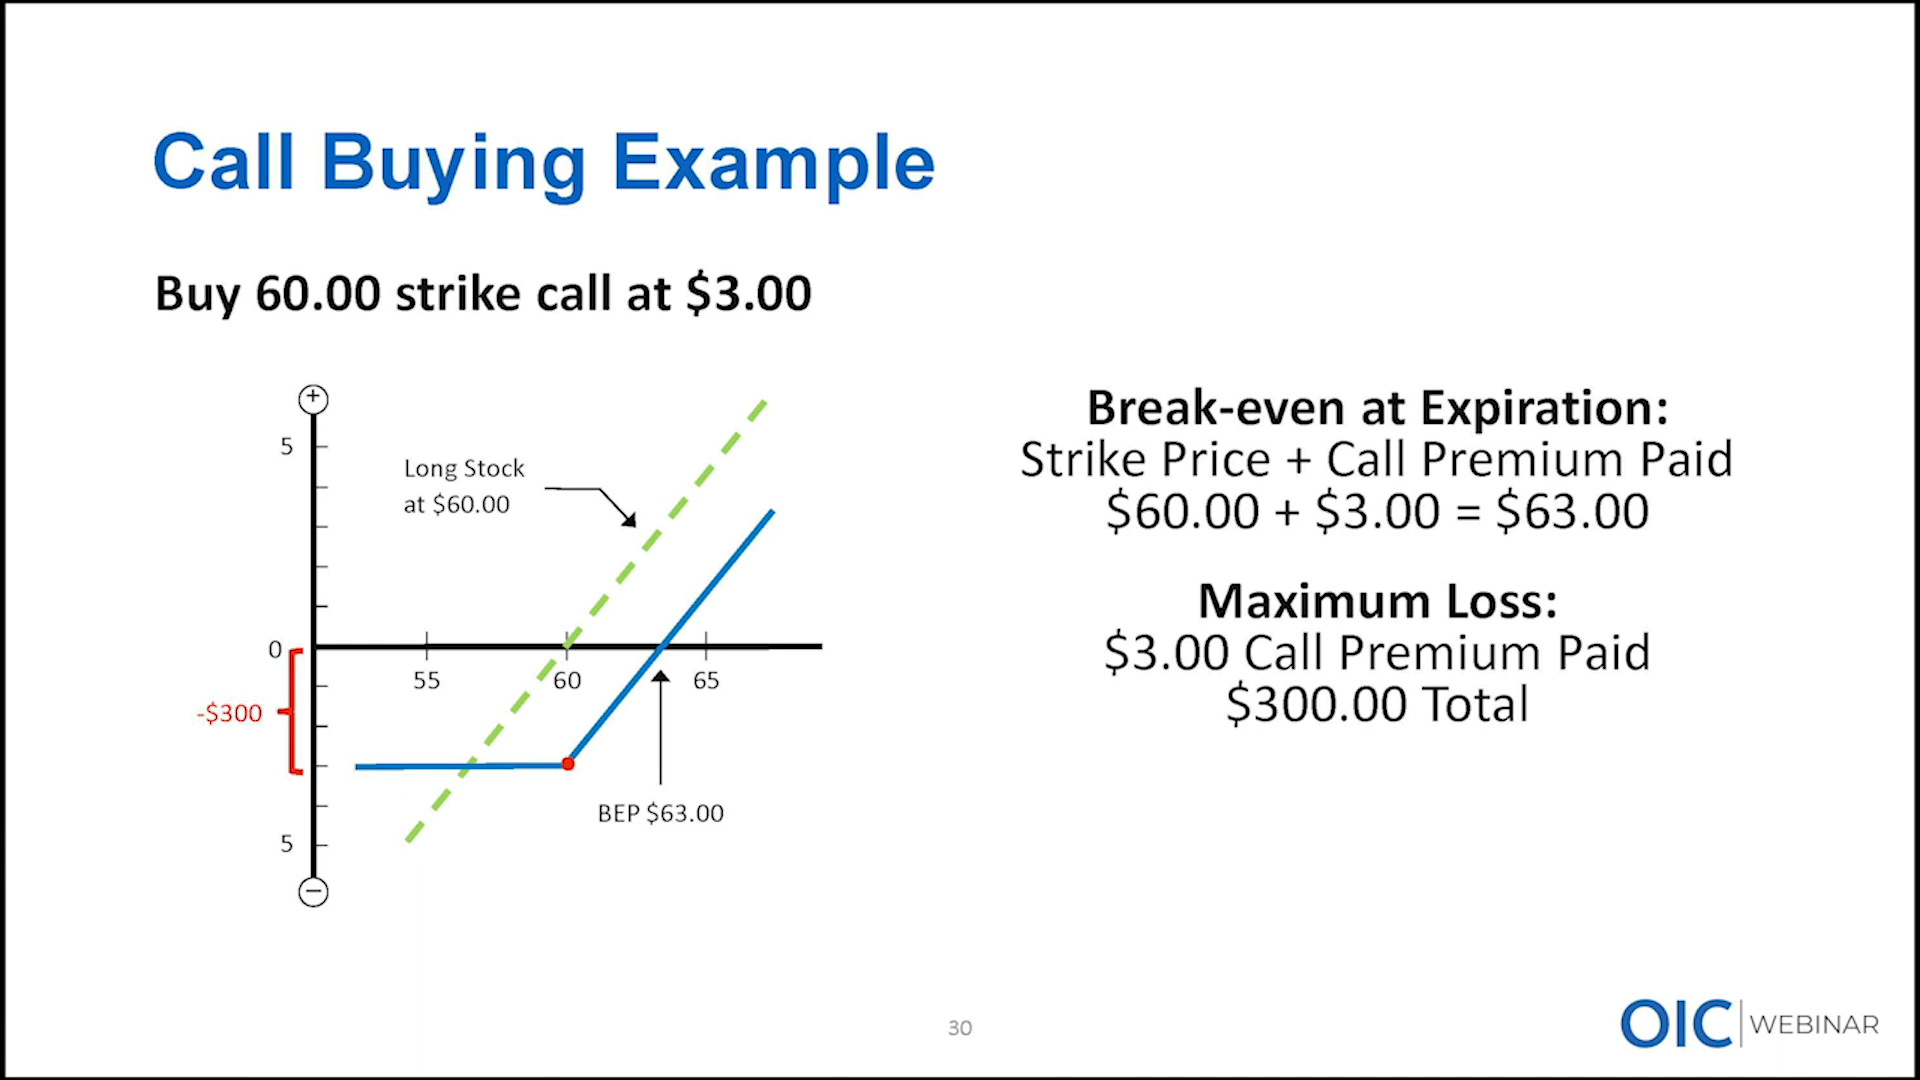 Call Buying Example
Buy 60.00 strike call at $3.00
+
5
Long Stock
at $60.00
0
55
60
65
-$300
BEP $63.00
5
−
Break-even at Expiration:
Strike Price + Call Premium Paid
$60.00 + $3.00 = $63.00
Maximum Loss:
$3.00 Call Premium Paid
$300.00 Total
30
OIC WEBINAR